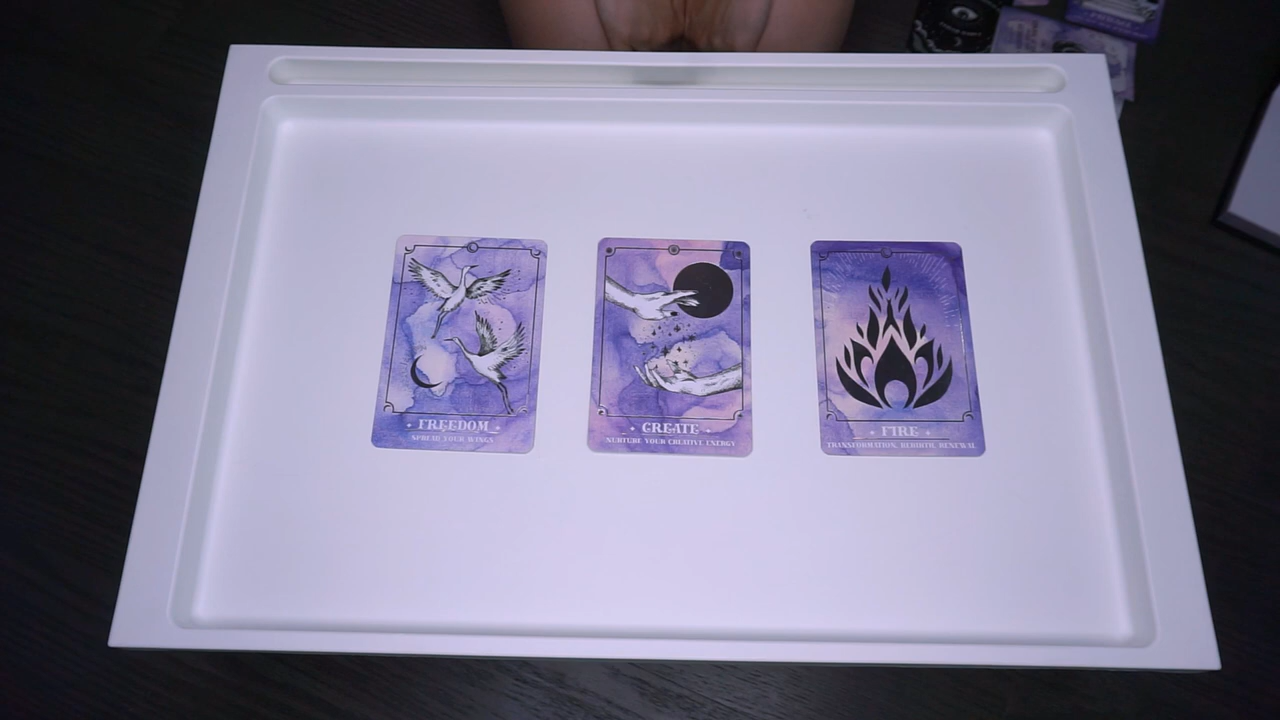 FREEDOM
SPREAD YOUR WINGS
CREATE
NURTURE YOUR CREATIVE ENERGY
FIRE
TRANSFORMATION, REBIRTH, RENEWAL